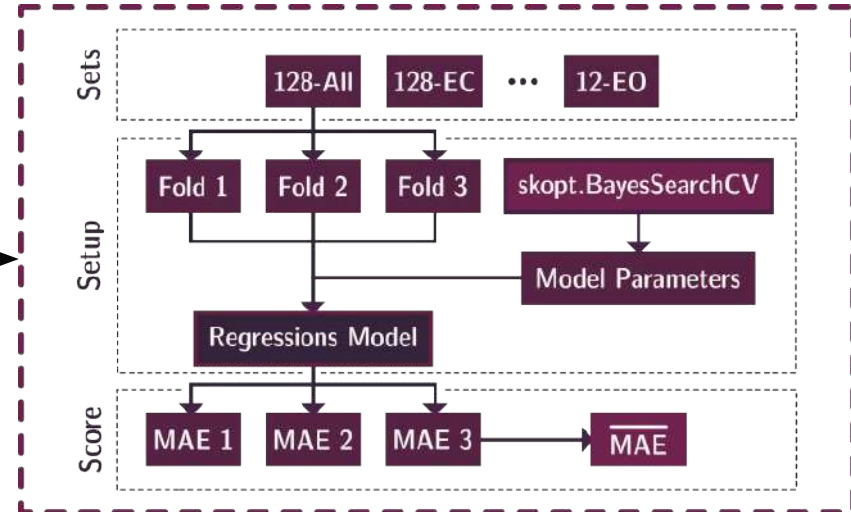 Sets
128-All
128-EC
...
12-EO
Setup
Fold 1
Fold 2
Fold 3
skopt.BayesSearchCV
Model Parameters
Regressions Model
Score
MAE 1
MAE 2
MAE 3
MAE